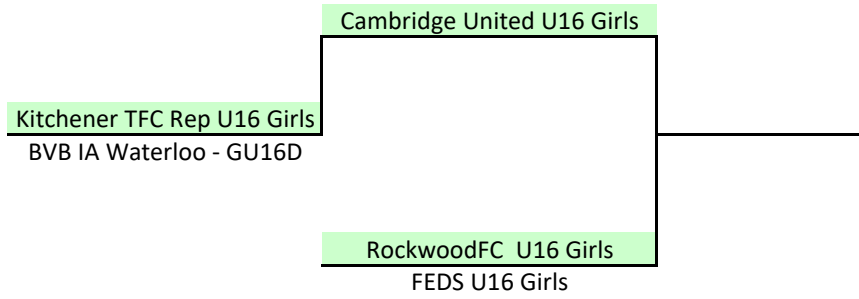 Cambridge United U16 Girls
Kitchener TFC Rep U16 Girls
BVB IA Waterloo - GU16D
RockwoodFC  U16 Girls
FEDS U16 Girls